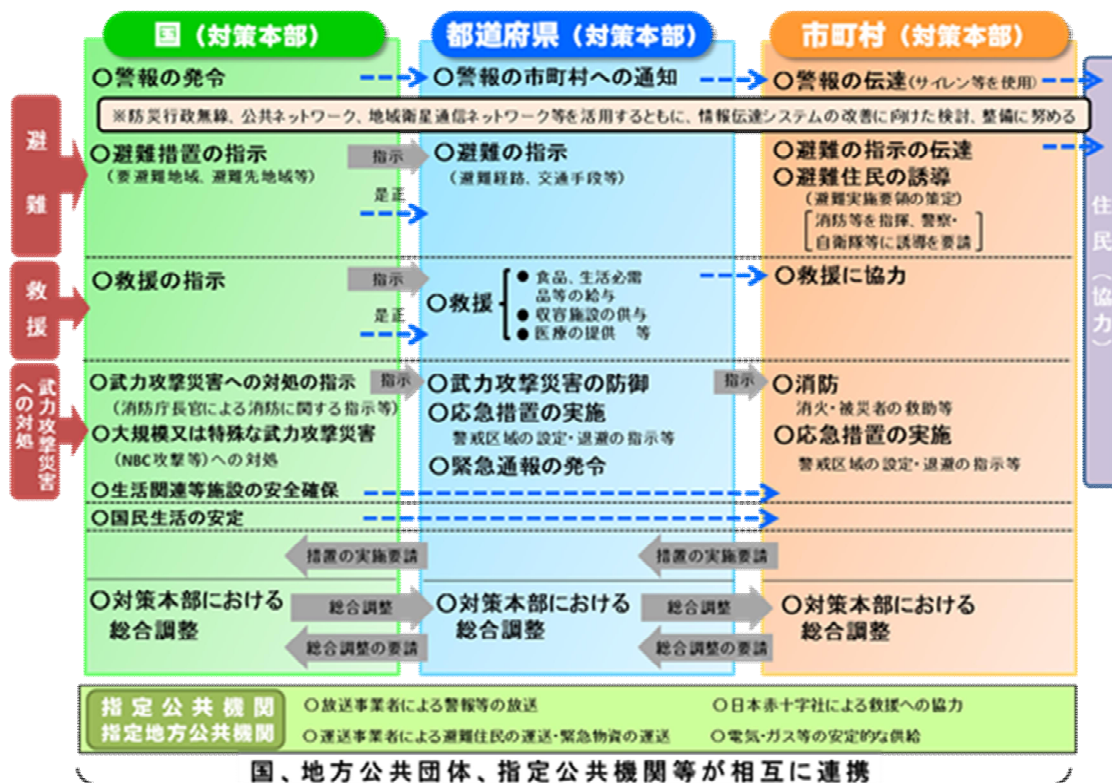 国（対策本部）
都道府県（対策本部）
市町村（対策本部）
○警報の発令
○警報の市町村への通知
○警報の伝達(サイレン等を使用)
※防災行政無線、公共ネットワーク、地域衛星通信ネットワーク等を活用するともに、情報伝達システムの改善に向けた検討、整備に努める
避難
○避難措置の指示
（要避難地域、避難先地域等）
指示
是正
○避難の指示
（避難経路、交通手段等）
○避難の指示の伝達
○避難住民の誘導
（避難実施要領の策定）
消防等を指揮、警察・
自衛隊等に誘導を要請
住民（協力）
救援
○救援の指示
指示
是正
○救援
● 食品、生活必需
品等の給与
● 収容施設の供与
● 医療の提供　等
○救援に協力
武力攻撃災害
への対処
○武力攻撃災害への対処の指示
（消防庁長官による消防に関する指示等）
○大規模又は特殊な武力攻撃災害
（NBC攻撃等）への対処
○生活関連等施設の安全確保
○国民生活の安定
指示
○武力攻撃災害の防御
○応急措置の実施
警戒区域の設定・退避の指示等
○緊急通報の発令
指示
○消防
消火・被災者の救助等
○応急措置の実施
警戒区域の設定・退避の指示等
措置の実施要請
措置の実施要請
○対策本部における
総合調整
総合調整
総合調整の要請
○対策本部における
総合調整
総合調整
総合調整の要請
○対策本部における
総合調整
指定公共機関
指定地方公共機関
○放送事業者による警報等の放送
○日本赤十字社による救援への協力
○運送事業者による避難住民の運送・緊急物資の運送
○電気・ガス等の安定的な供給
国、地方公共団体、指定公共機関等が相互に連携